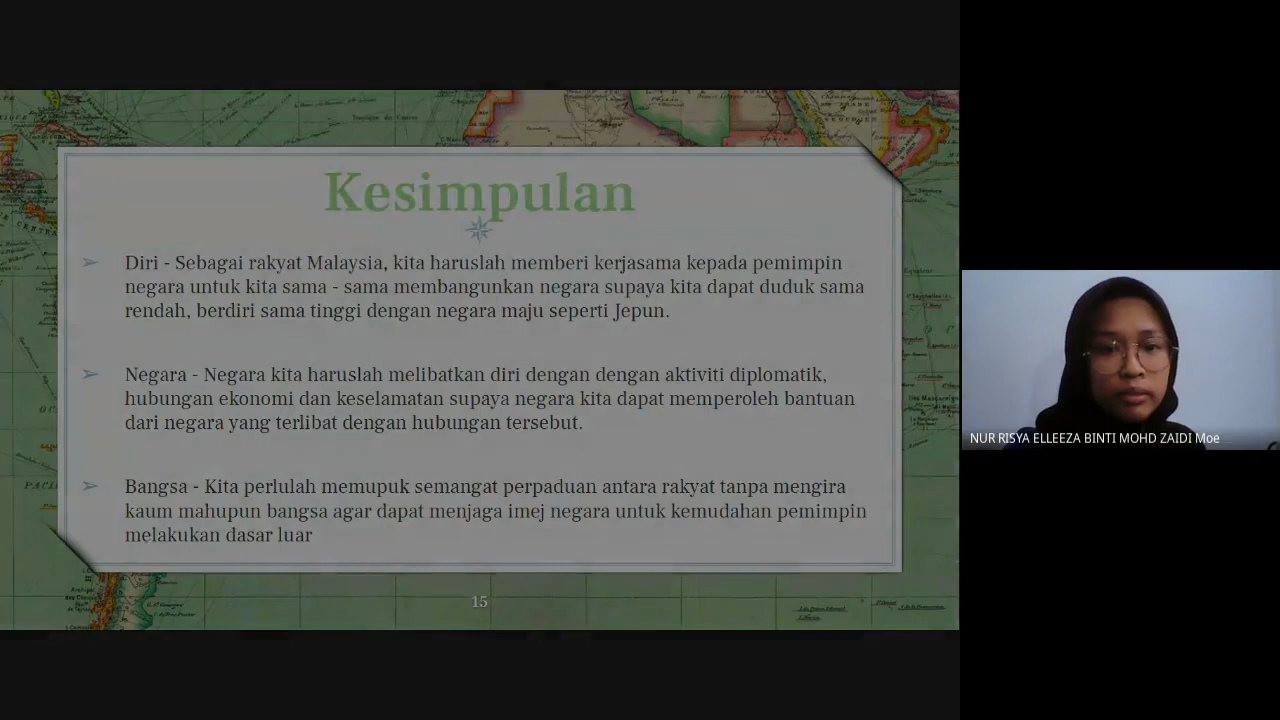 Kesimpulan
Diri - Sebagai rakyat Malaysia, kita haruslah memberi kerjasama kepada pemimpin
negara untuk kita sama - sama membangunkan negara supaya kita dapat duduk sama
rendah, berdiri sama tinggi dengan negara maju seperti Jepun.
Negara - Negara kita haruslah melibatkan diri dengan dengan aktiviti diplomatik,
hubungan ekonomi dan keselamatan supaya negara kita dapat memperoleh bantuan
dari negara yang terlibat dengan hubungan tersebut.
Bangsa - Kita perlulah memupuk semangat perpaduan antara rakyat tanpa mengira
kaum mahupun bangsa agar dapat menjaga imej negara untuk kemudahan pemimpin
melakukan dasar luar
15
NUR RISYA ELLEEZA BINTI MOHD ZAIDI Moe